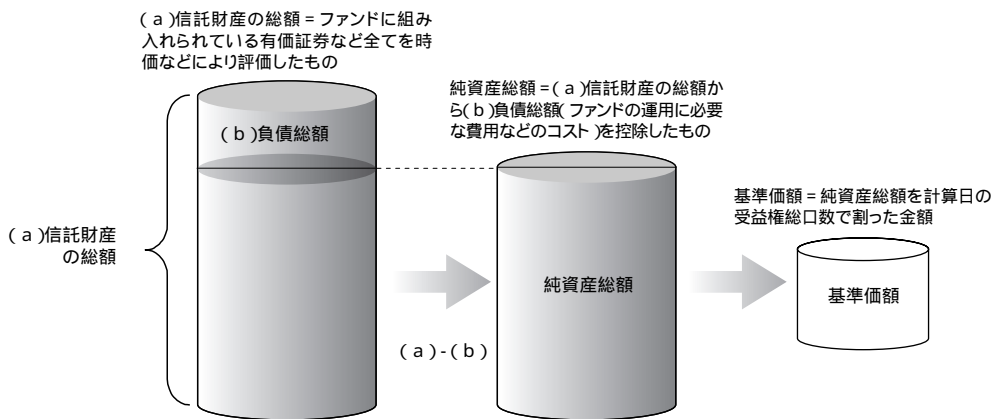 (a)信託財産の総額=ファンドに組み
入れられている有価証券など全てを時
価などにより評価したもの
(b)負債総額
(a)信託財産
の総額
純資産総額=(a)信託財産の総額か
ら(b)負債総額(ファンドの運用に必要
な費用などのコスト)を控除したもの
純資産総額
(a)-(b)
基準価額=純資産総額を計算日の
受益権総口数で割った金額
基準価額